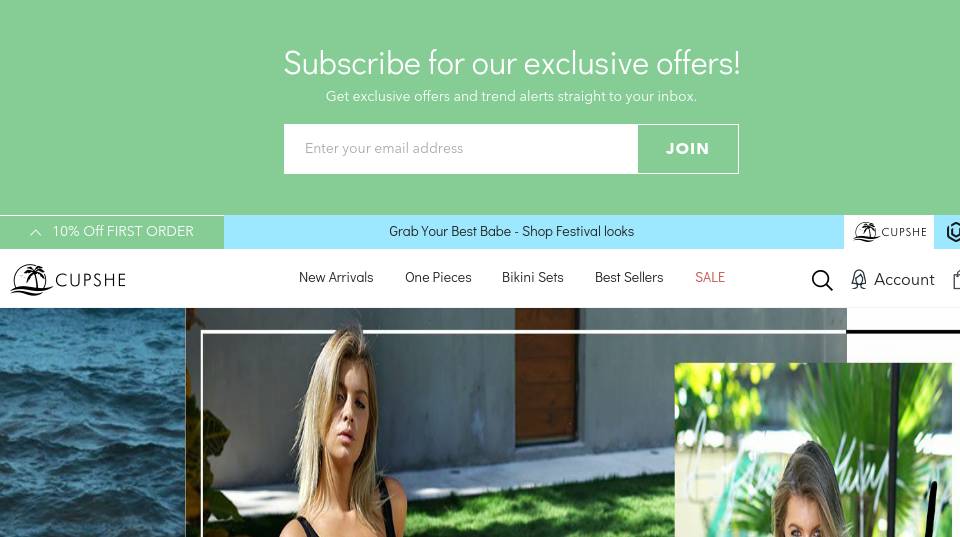 Subscribe for our exclusive offers!
Get exclusive offers and trend alerts straight to your inbox.
Enter your email address
JOIN
10% Off FIRST ORDER
Grab Your Best Babe - Shop Festival looks
CUPSHE
CUPSHE
New Arrivals
One Pieces
Bikini Sets
Best Sellers
SALE
Account